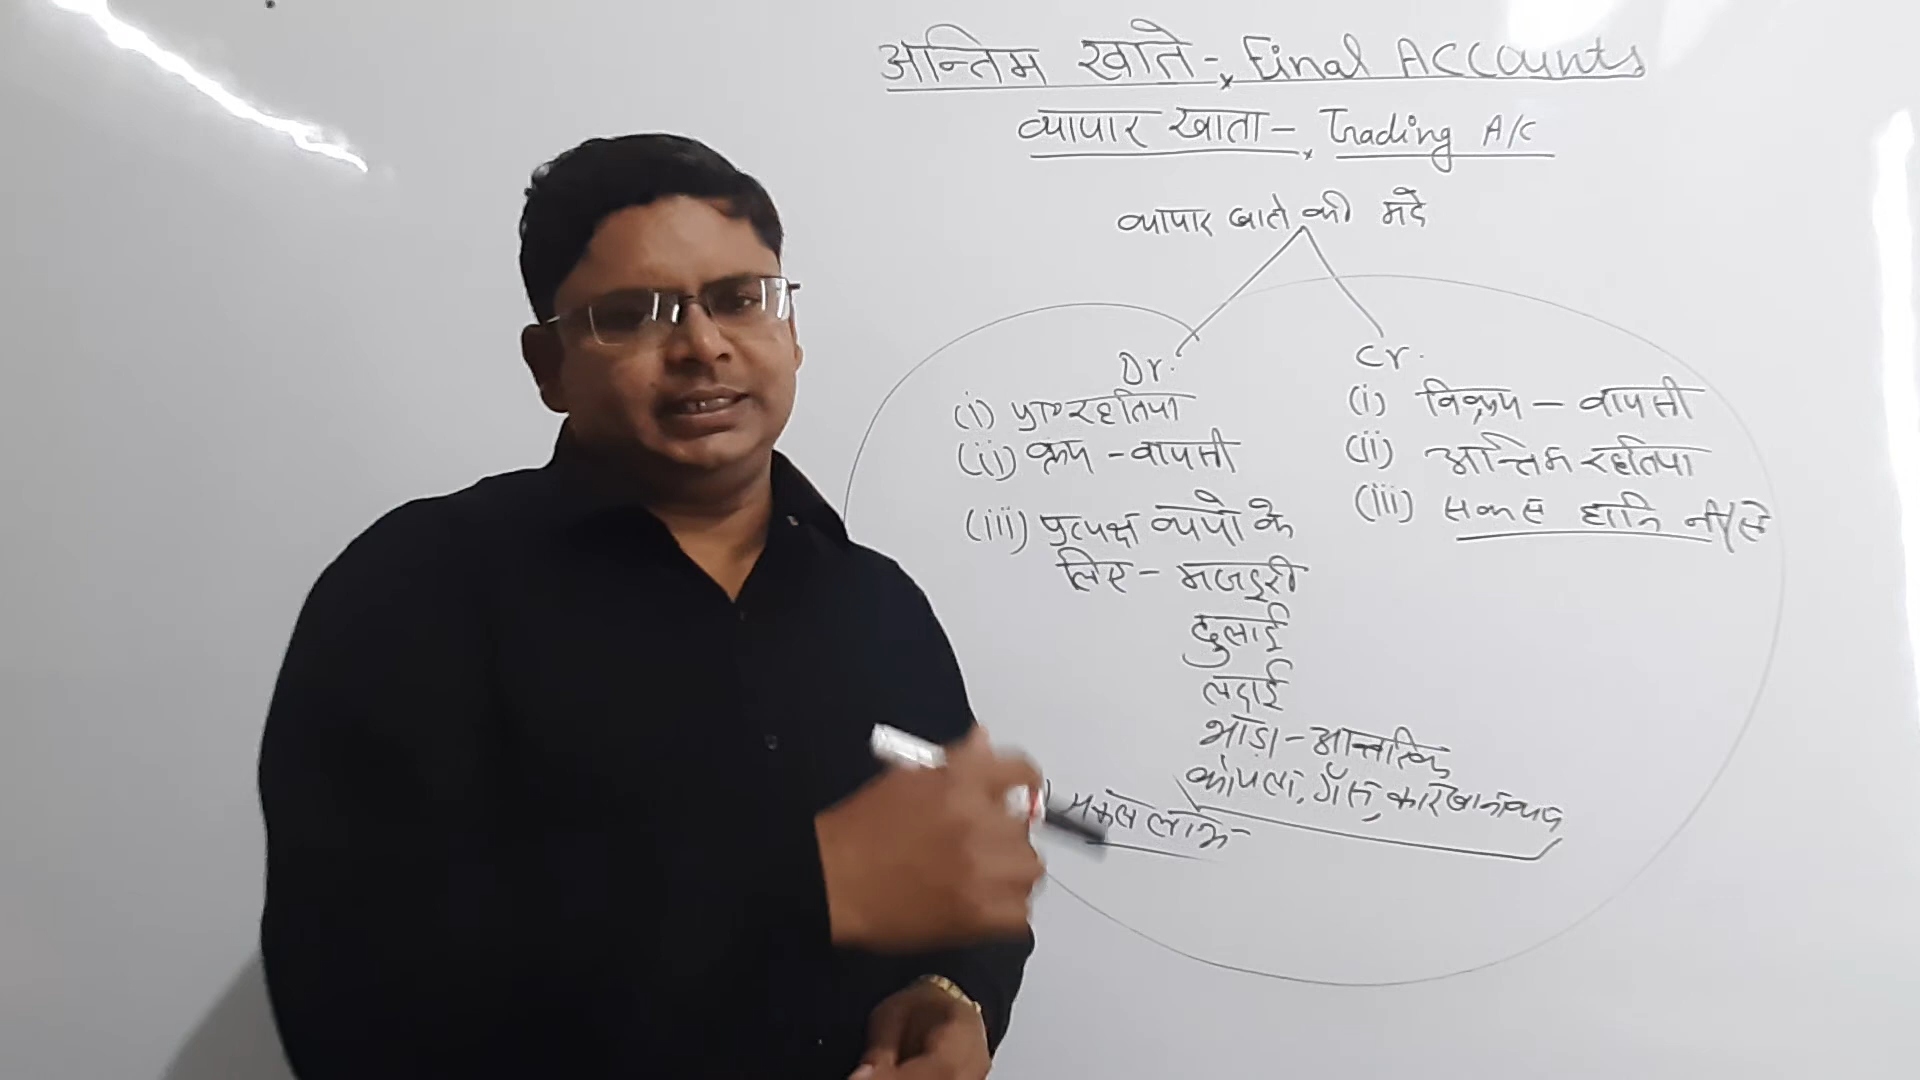 अन्तिम खाते - Final Accounts
व्यापार खाता - Trading A/C
व्यापार खाते की मदे
Dr.
(i) प्रा० रहतिया
(ii) क्रय - वापसी
(iii) प्रत्यक्ष व्ययो के
लिए - मजदूरी
ढुलाई
लदाई
भाड़ा - आन्तरिक
कोयला, गैस, कारखाना व्यय
सकल लाभ -
Cr.
(i) विक्रय - वापसी
(ii) अन्तिम रहतिया
(iii) सकल हानि